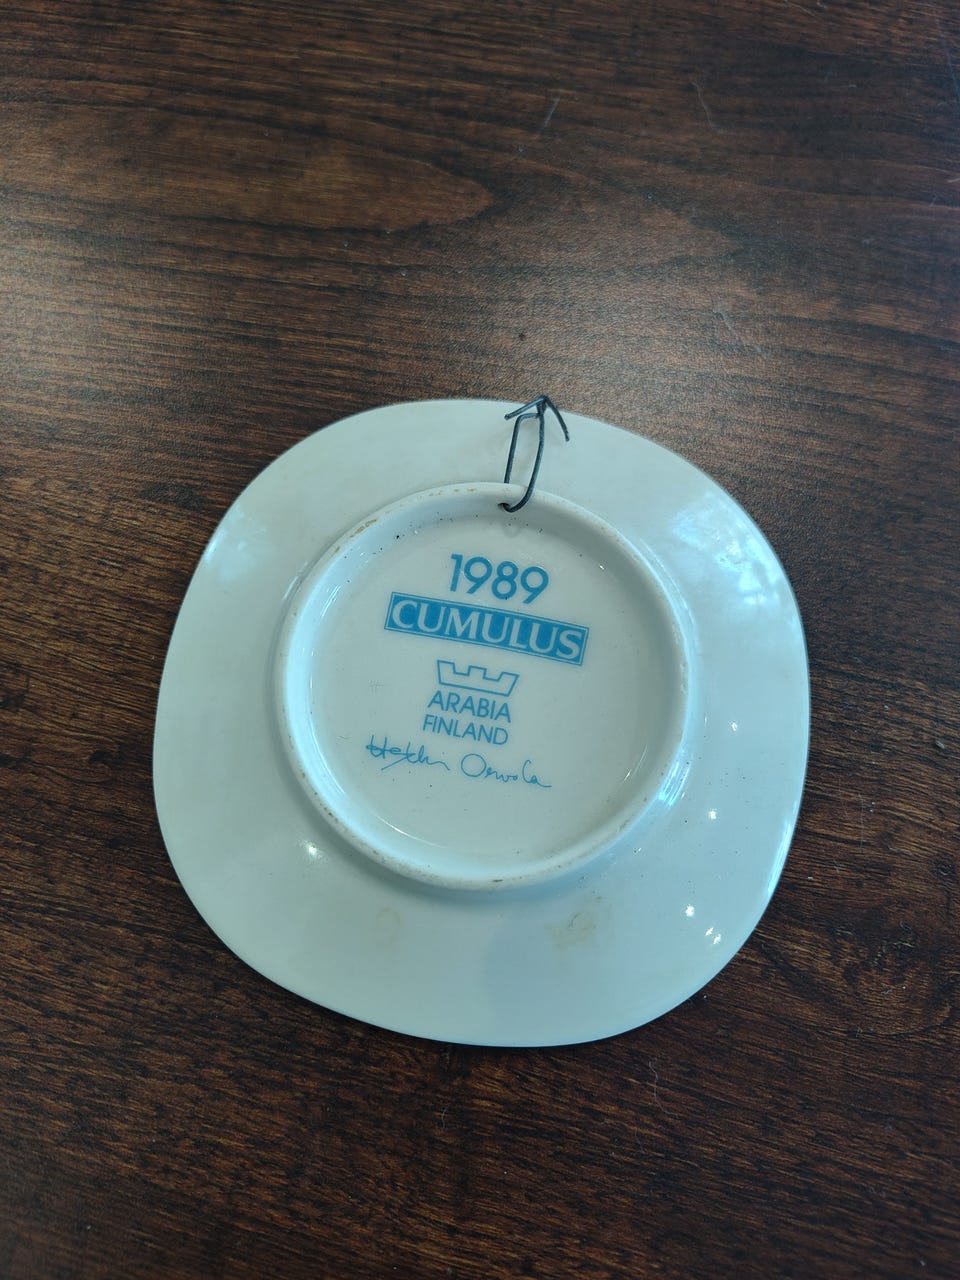 1989
CUMULUS
ARABIA
FINLAND
Heikki Orvola